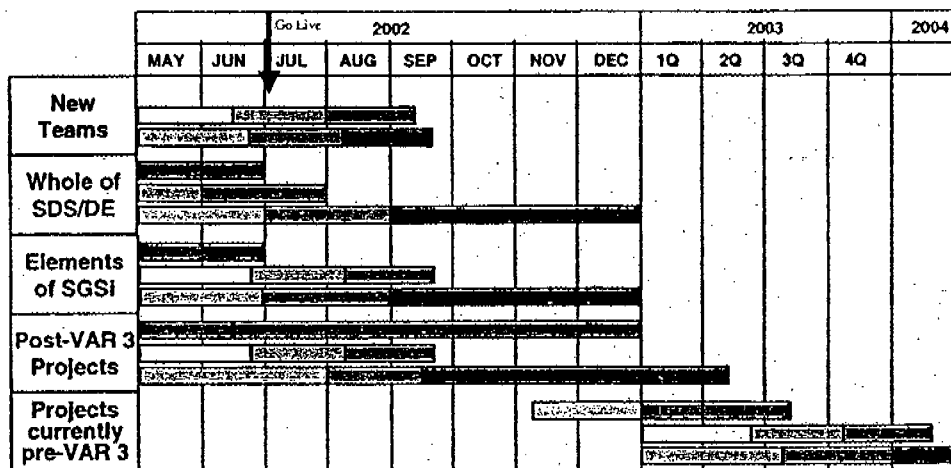 Go Live
2002
2003
2004
MAY JUN JUL AUG SEP OCT NOV DEC 1Q 2Q 3Q 4Q
New
Teams
Whole of
SDS/DE
Elements
of SGSi
Post-VAR 3
Projects
Projects
currently
pre-VAR 3